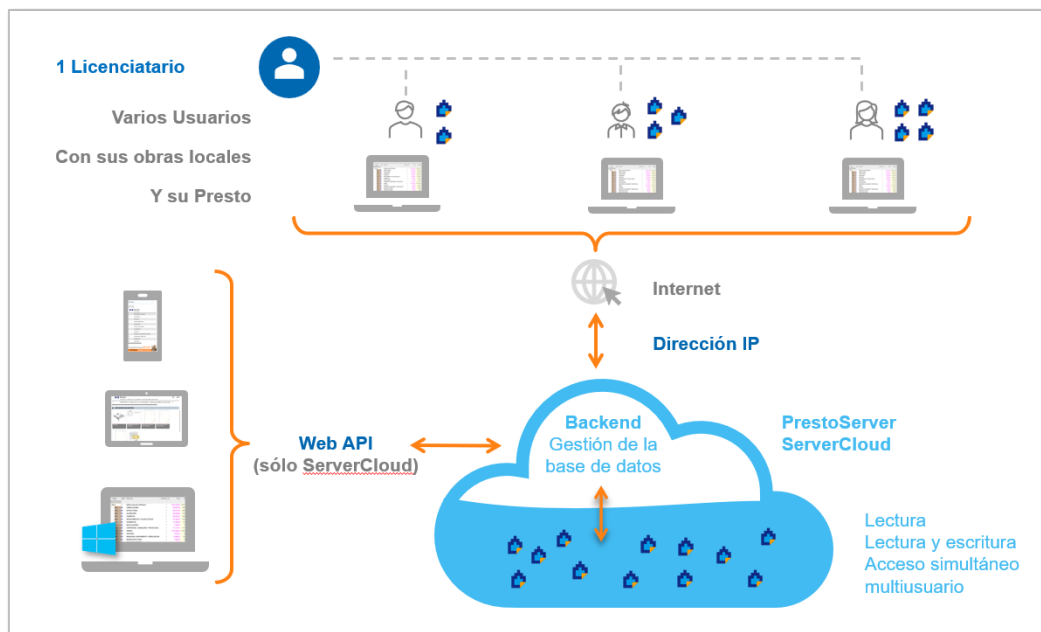 1 Licenciatario
Varios Usuarios
Con sus obras locales
Y su Presto
Internet
Dirección IP
Web API
(sólo ServerCloud)
Backend
Gestión de la
base de datos
PrestoServer
ServerCloud
Lectura
Lectura y escritura
Acceso simultáneo
multiusuario